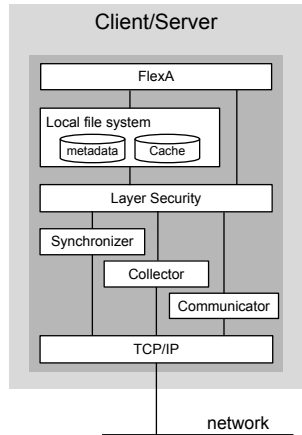 Client/Server
FlexA
Local file system
metadata
Cache
Layer Security
Synchronizer
Collector
Communicator
TCP/IP
network